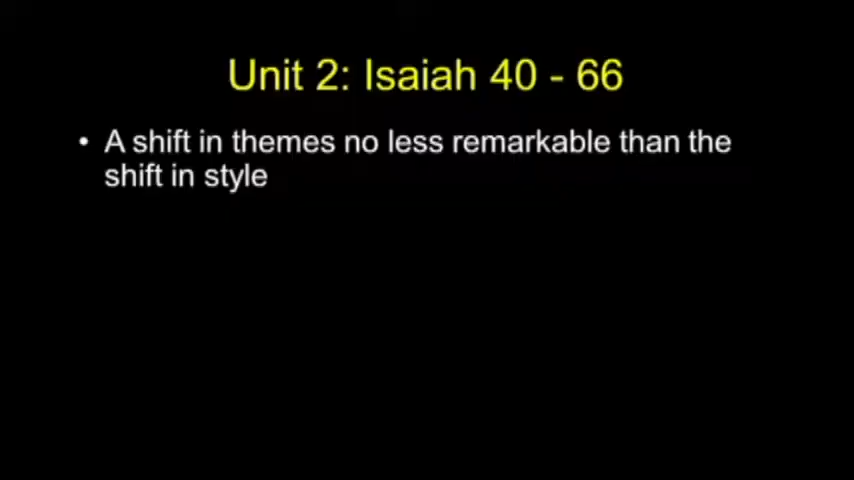 Unit 2: Isaiah 40 - 66
• A shift in themes no less remarkable than the
shift in style